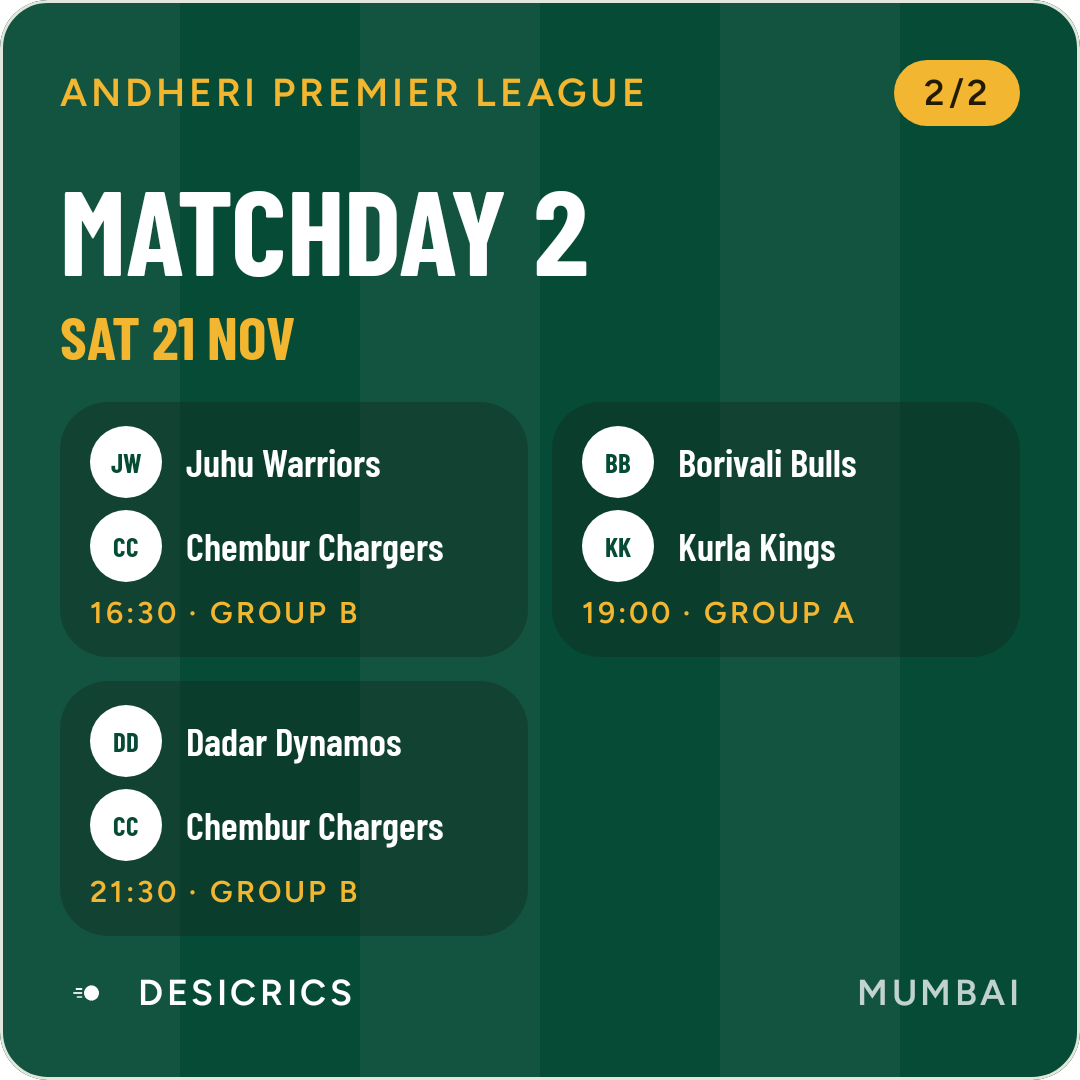 ANDHERI PREMIER LEAGUE
2/2
MATCHDAY 2
SAT 21 NOV
JW Juhu Warriors
CC Chembur Chargers
16:30 · GROUP B
BB Borivali Bulls
KK Kurla Kings
19:00 · GROUP A
DD Dadar Dynamos
CC Chembur Chargers
21:30 · GROUP B
DESICRICS
MUMBAI